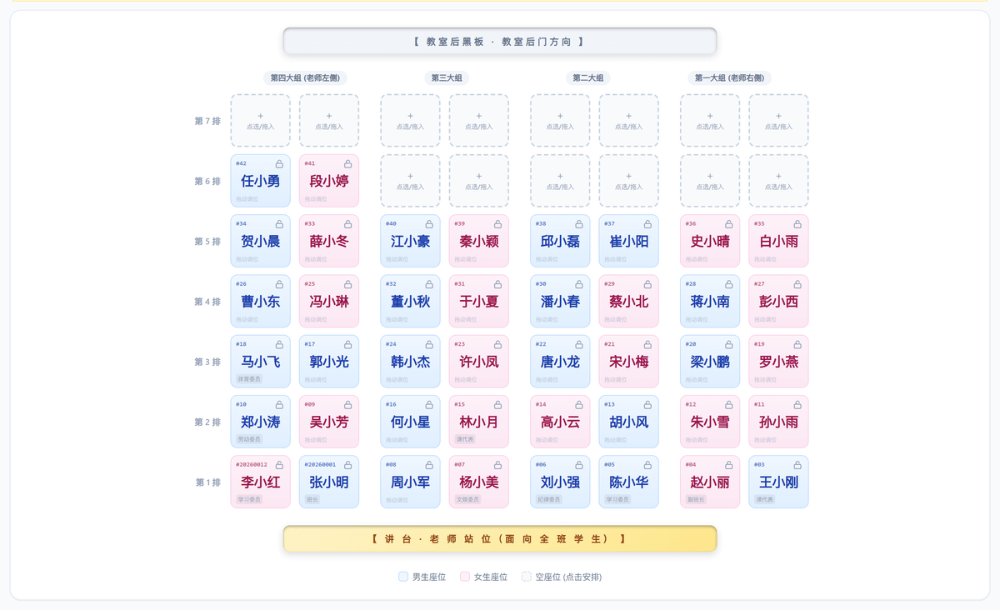 【 教室后黑板 · 教室后门方向 】
第四大组 (老师左侧) 第三大组 第二大组 第一大组 (老师右侧)
+ + + + + + + +
第 7 排 点选/拖入 点选/拖入 点选/拖入 点选/拖入 点选/拖入 点选/拖入 点选/拖入 点选/拖入
#42 #41
第 6 排 任小勇 段小婷 + + + + + +
点选/拖入 点选/拖入 点选/拖入 点选/拖入 点选/拖入 点选/拖入
拖动调位 拖动调位
#34 #33 #40 #39 #38 #37 #36 #35
第 5 排 贺小晨 薛小冬 江小豪 秦小颖 邱小磊 崔小阳 史小晴 白小雨
拖动调位 拖动调位 拖动调位 拖动调位 拖动调位 拖动调位 拖动调位 拖动调位
#26 #25 #32 #31 #30 #29 #28 #27
第 4 排 曹小东 冯小琳 董小秋 于小夏 潘小春 蔡小北 蒋小南 彭小西
拖动调位 拖动调位 拖动调位 拖动调位 拖动调位 拖动调位 拖动调位 拖动调位
#18 #17 #24 #23 #22 #21 #20 #19
第 3 排 马小飞 郭小光 韩小杰 许小凤 唐小龙 宋小梅 梁小鹏 罗小燕
体育委员 拖动调位 拖动调位 拖动调位 拖动调位 拖动调位 拖动调位 拖动调位
#10 #09 #16 #15 #14 #13 #12 #11
第 2 排 郑小涛 吴小芳 何小星 林小月 高小云 胡小风 朱小雪 孙小雨
劳动委员 拖动调位 拖动调位 课代表 拖动调位 拖动调位 拖动调位 拖动调位
#20260012 #20260001 #08 #07 #06 #05 #04 #03
第 1 排 李小红 张小明 周小军 杨小美 刘小强 陈小华 赵小丽 王小刚
学习委员 班长 拖动调位 文娱委员 纪律委员 学习委员 副班长 课代表
【 讲 台 · 老 师 站 位 (面 向 全 班 学 生) 】
男生座位 女生座位 空座位 (点击安排)